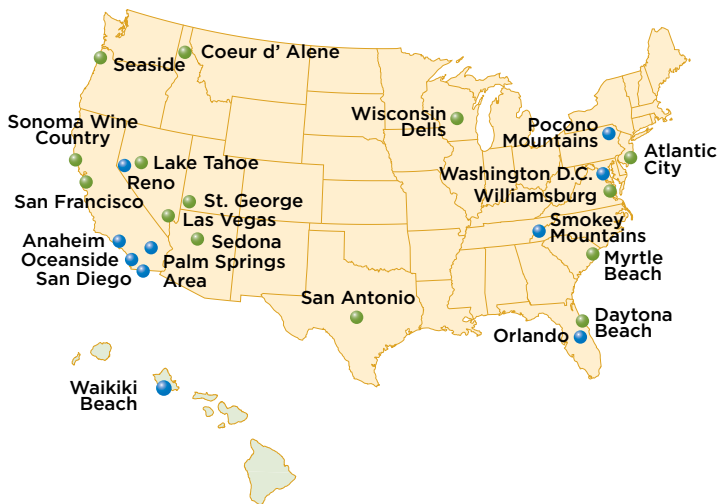 Coeur d' Alene
Seaside
Wisconsin
Dells
Sonoma Wine
Country
Pocono
Mountains
Atlantic
City
Lake Tahoe
Reno
Washington D.C.
Williamsburg
San Francisco
St. George
Las Vegas
Smokey
Mountains
Anaheim
Sedona
Oceanside
Palm Springs
Area
San Diego
Myrtle
Beach
San Antonio
Daytona
Beach
Orlando
Waikiki
Beach